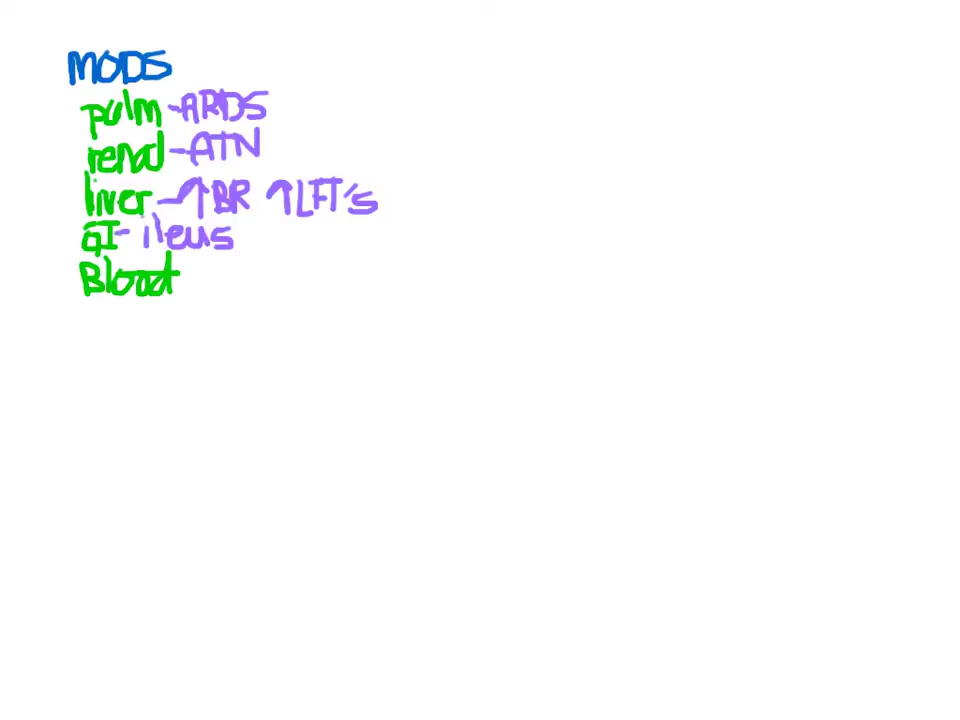 MODS
pulm - ARDS
renal - ATN
liver - ↑BR ↑LFT's
GI - ileus
Blood